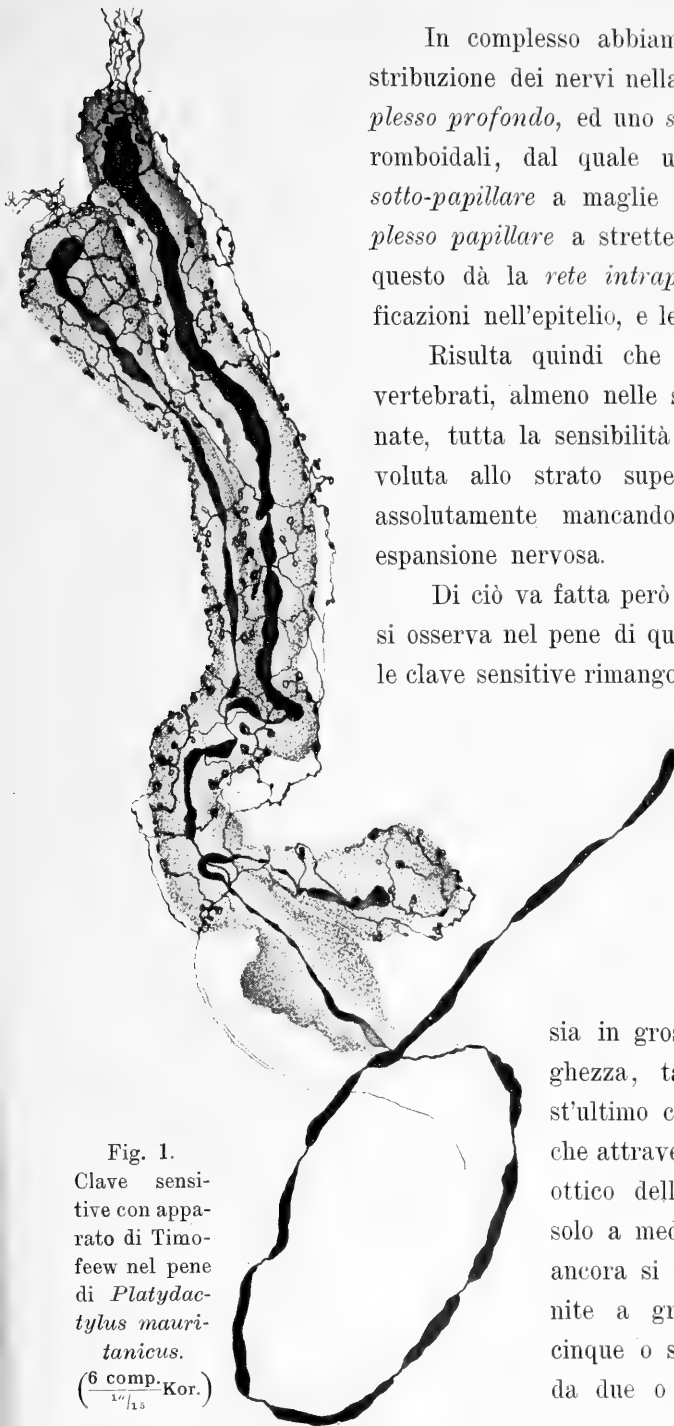 In complesso abbiam
stribuzione dei nervi nella
plesso profondo, ed uno s
romboidali, dal quale u
sotto-papillare a maglie
plesso papillare a strette
questo dà la rete intrap
ficazioni nell'epitelio, e le
Risulta quindi che
vertebrati, almeno nelle s
nate, tutta la sensibilità
voluta allo strato supe
assolutamente mancando
espansione nervosa.
Di ciò va fatta però
si osserva nel pene di qu
le clave sensitive rimango
sia in gros
ghezza, ta
st'ultimo c
che attrave
ottico dell
solo a med
ancora si
nite a gr
cinque o s
da due o
Fig. 1.
Clave sensi-
tive con appa-
rato di Timo-
feew nel pene
di Platydac-
tylus mauri-
tanicus.
(6 comp. Kor.)
1"/15